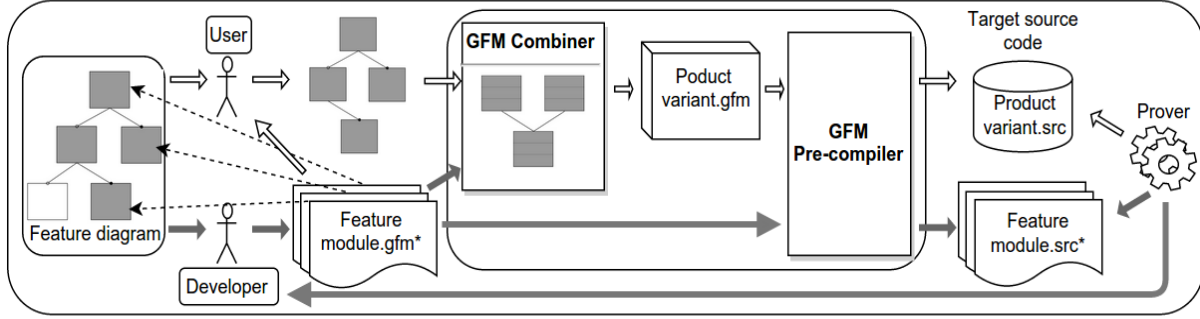 User
Feature diagram
Developer
Feature
module.gfm*
GFM Combiner
Poduct
variant.gfm
GFM
Pre-compiler
Target source
code
Product
variant.src
Prover
Feature
module.src*